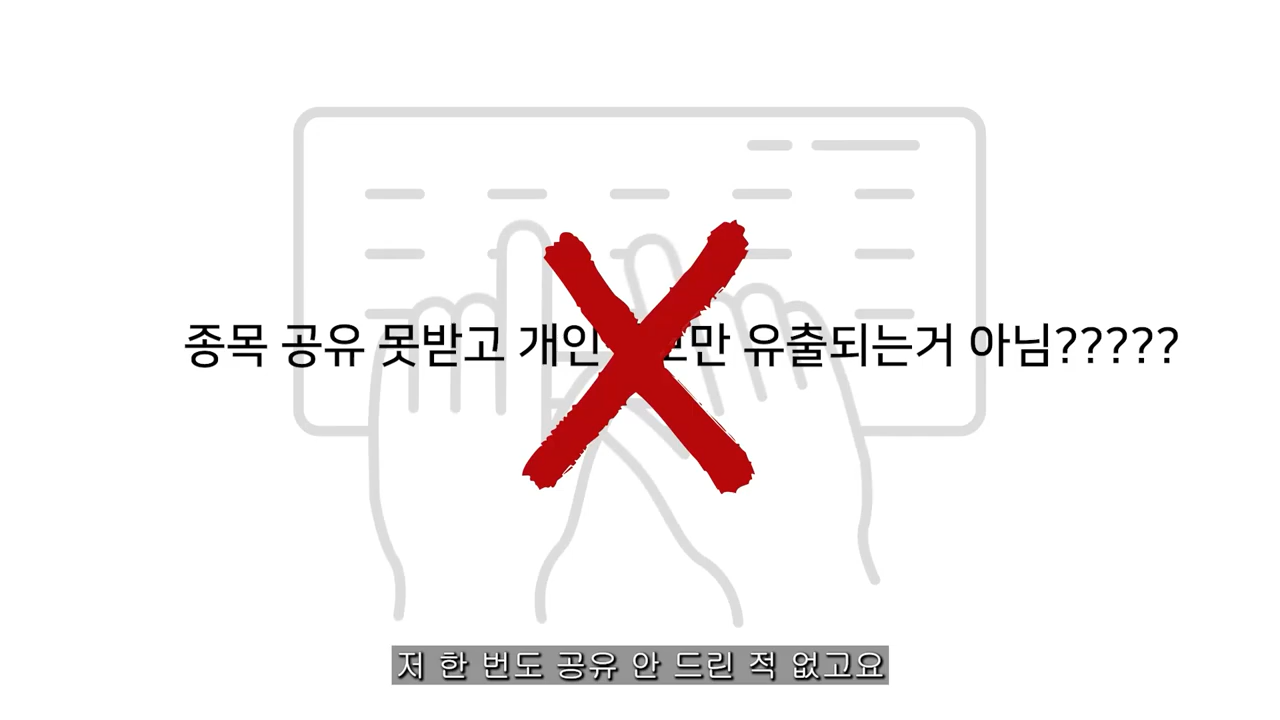 종목 공유 못받고 개인 만 유출되는거 아님?????
저 한 번도 공유 안 드린 적 없고요